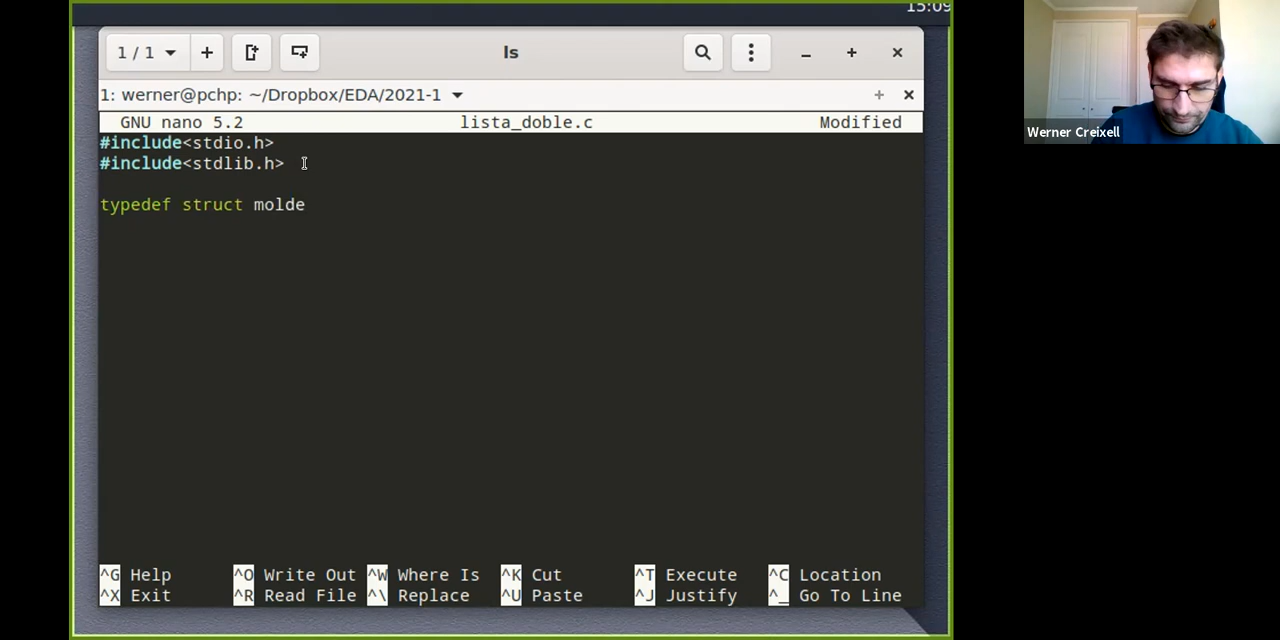 15:09
1 / 1
ls
1: werner@pchp: ~/Dropbox/EDA/2021-1
GNU nano 5.2 lista_doble.c Modified
#include<stdio.h>
#include<stdlib.h>
typedef struct molde
^G Help ^O Write Out ^W Where Is ^K Cut ^T Execute ^C Location
^X Exit ^R Read File ^\ Replace ^U Paste ^J Justify ^_ Go To Line
Werner Creixell